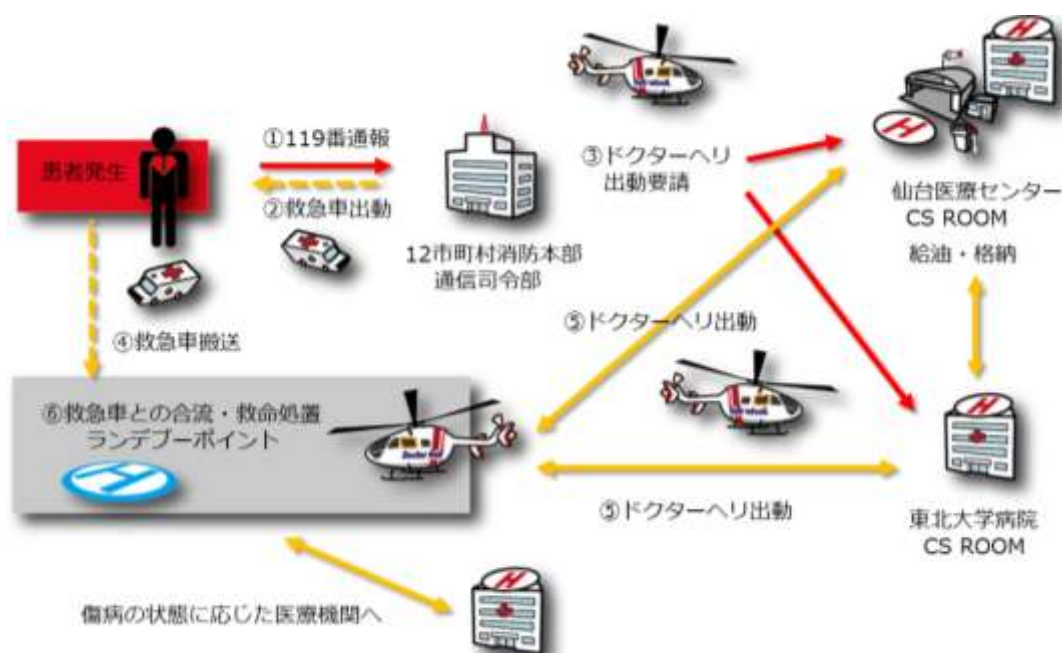 患者発生
①119番通報
②救急車出動
12市町村消防本部
通信司令部
③ドクターヘリ
出動要請
仙台医療センター
CS ROOM
給油・格納
④救急車搬送
⑤ドクターヘリ出動
⑥救急車との合流・救命処置
ランデブーポイント
⑤ドクターヘリ出動
東北大学病院
CS ROOM
傷病の状態に応じた医療機関へ
H
H
H
H
H